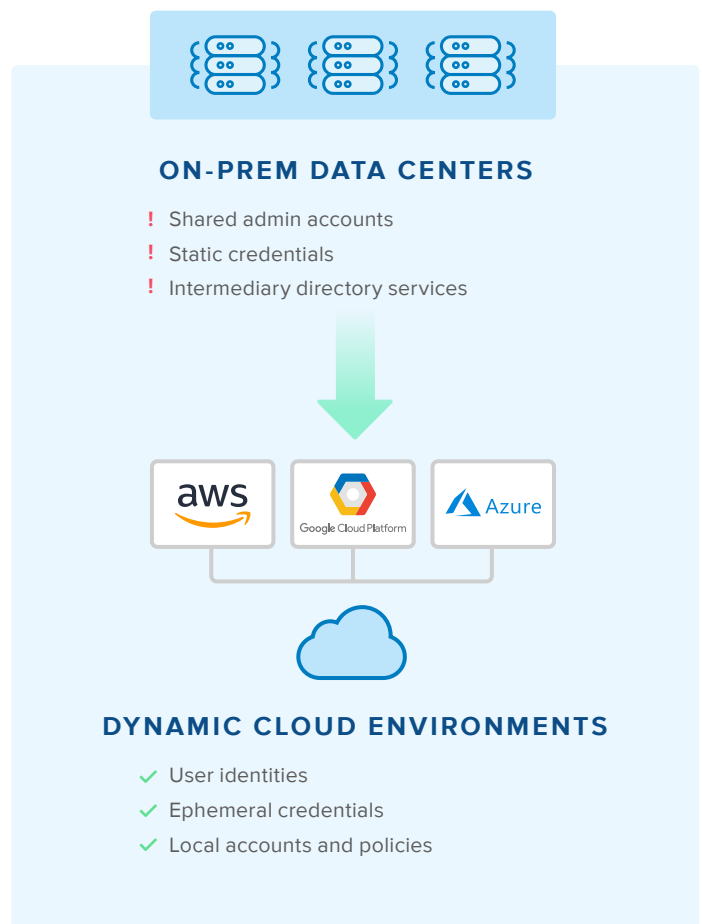 ON-PREM DATA CENTERS
! Shared admin accounts
! Static credentials
! Intermediary directory services
aws
Google Cloud Platform
Azure
DYNAMIC CLOUD ENVIRONMENTS
User identities
Ephemeral credentials
Local accounts and policies